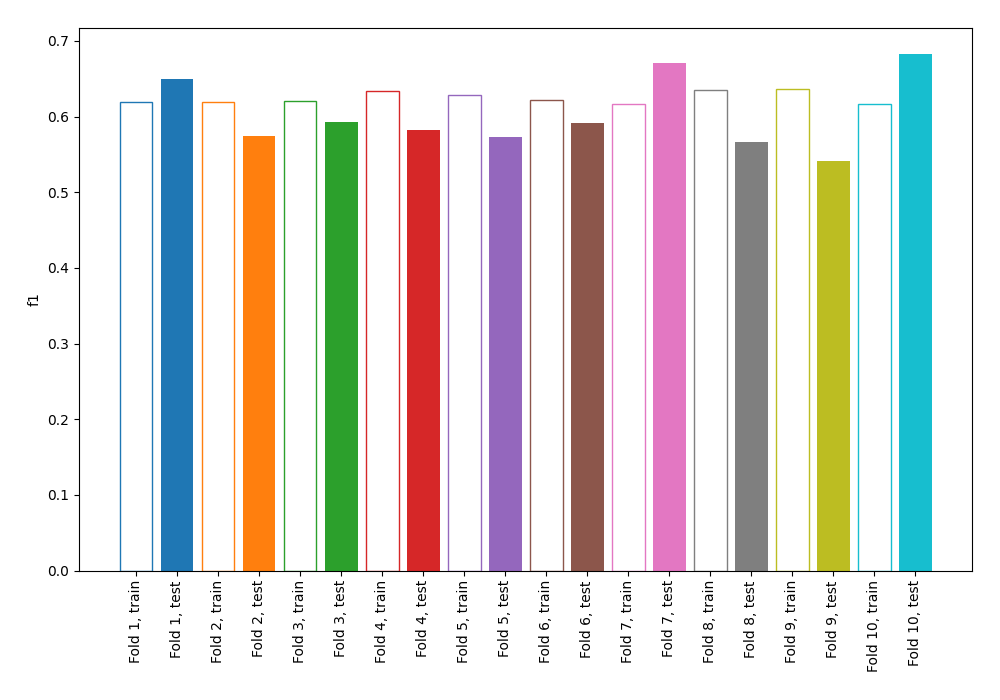 0.7
0.6
0.5
0.4
0.3
0.2
0.1
0.0
f1
Fold 1, train
Fold 1, test
Fold 2, train
Fold 2, test
Fold 3, train
Fold 3, test
Fold 4, train
Fold 4, test
Fold 5, train
Fold 5, test
Fold 6, train
Fold 6, test
Fold 7, train
Fold 7, test
Fold 8, train
Fold 8, test
Fold 9, train
Fold 9, test
Fold 10, train
Fold 10, test